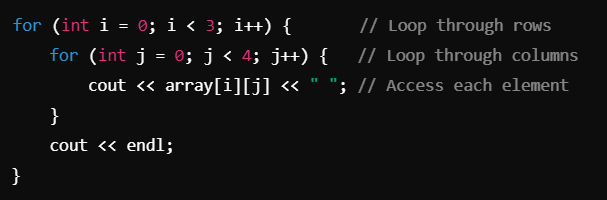 for (int i = 0; i < 3; i++) {       // Loop through rows
    for (int j = 0; j < 4; j++) {   // Loop through columns
        cout << array[i][j] << " "; // Access each element
    }
    cout << endl;
}